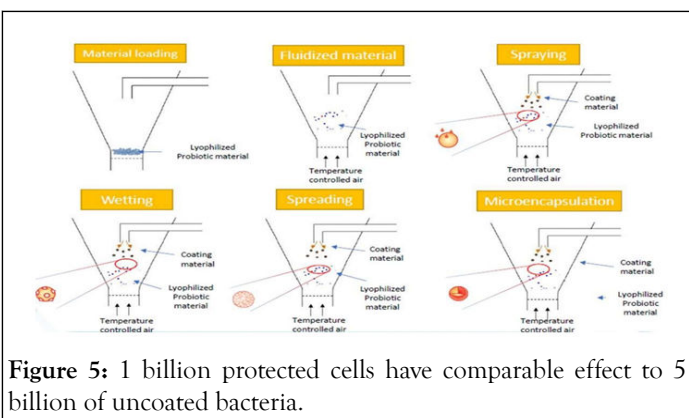 Material loading
Lyophilized
Probiotic material
Fluidized material
Lyophilized
Probiotic
material
Temperature
controlled air
Spraying
Coating
material
Lyophilized
Probiotic material
Temperature
controlled air
Wetting
Coating
material
Lyophilized
Probiotic
material
Temperature
controlled air
Spreading
Coating
material
Lyophilized
Probiotic
material
Temperature
controlled air
Microencapsulation
Coating
material
Lyophilized
Probiotic
material
Temperature
controlled air
Figure 5: 1 billion protected cells have comparable effect to 5
billion of uncoated bacteria.